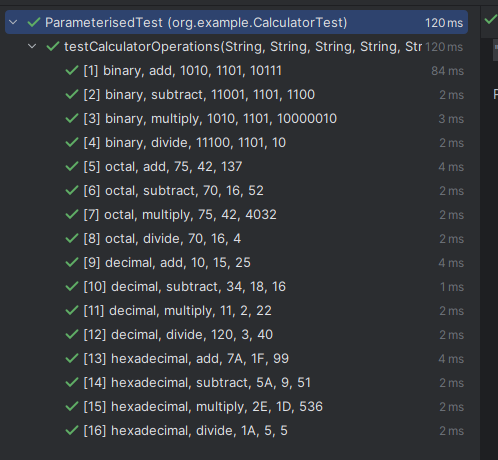 ParameterisedTest (org.example.CalculatorTest) 120 ms
testCalculatorOperations(String, String, String, String, Str 120 ms
[1] binary, add, 1010, 1101, 10111 84 ms
[2] binary, subtract, 11001, 1101, 1100 2 ms
[3] binary, multiply, 1010, 1101, 10000010 3 ms
[4] binary, divide, 11100, 1101, 10 2 ms
[5] octal, add, 75, 42, 137 4 ms
[6] octal, subtract, 70, 16, 52 2 ms
[7] octal, multiply, 75, 42, 4032 2 ms
[8] octal, divide, 70, 16, 4 2 ms
[9] decimal, add, 10, 15, 25 4 ms
[10] decimal, subtract, 34, 18, 16 1 ms
[11] decimal, multiply, 11, 2, 22 2 ms
[12] decimal, divide, 120, 3, 40 2 ms
[13] hexadecimal, add, 7A, 1F, 99 4 ms
[14] hexadecimal, subtract, 5A, 9, 51 2 ms
[15] hexadecimal, multiply, 2E, 1D, 536 2 ms
[16] hexadecimal, divide, 1A, 5, 5 2 ms